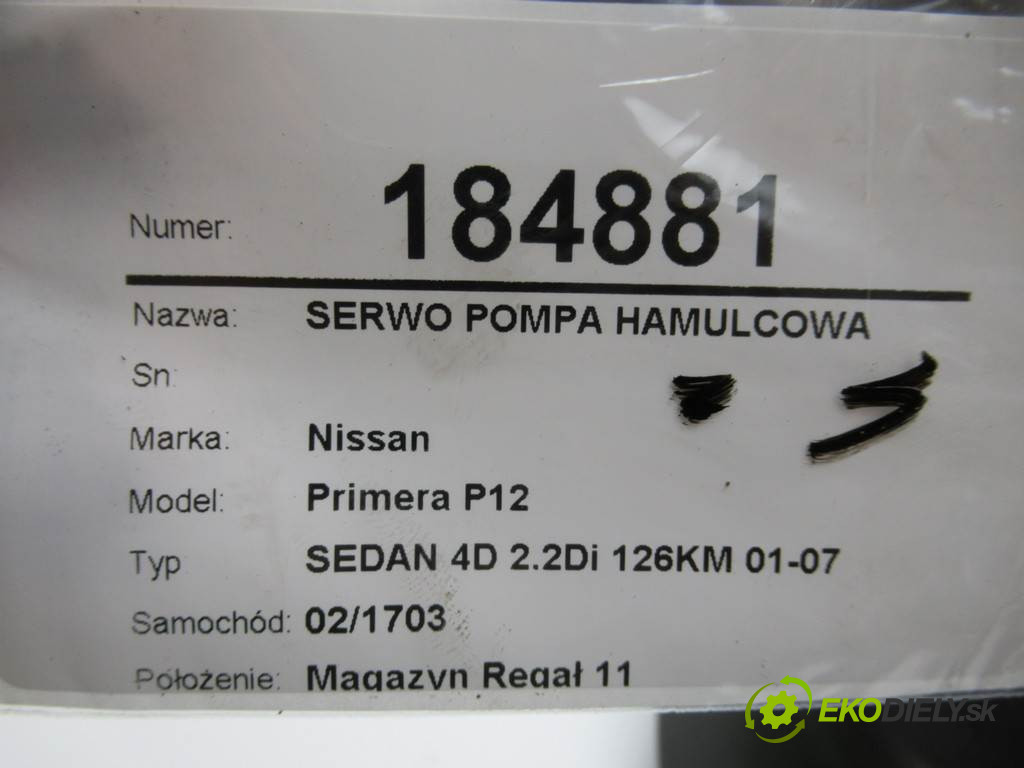 Numer: 184881
Nazwa: SERWO POMPA HAMULCOWA
Sn:
Marka: Nissan
Model: Primera P12
Typ SEDAN 4D 2.2Di 126KM 01-07
Samochód: 02/1703
Położenie: Magazyn Regał 11
EKODIELY.sk